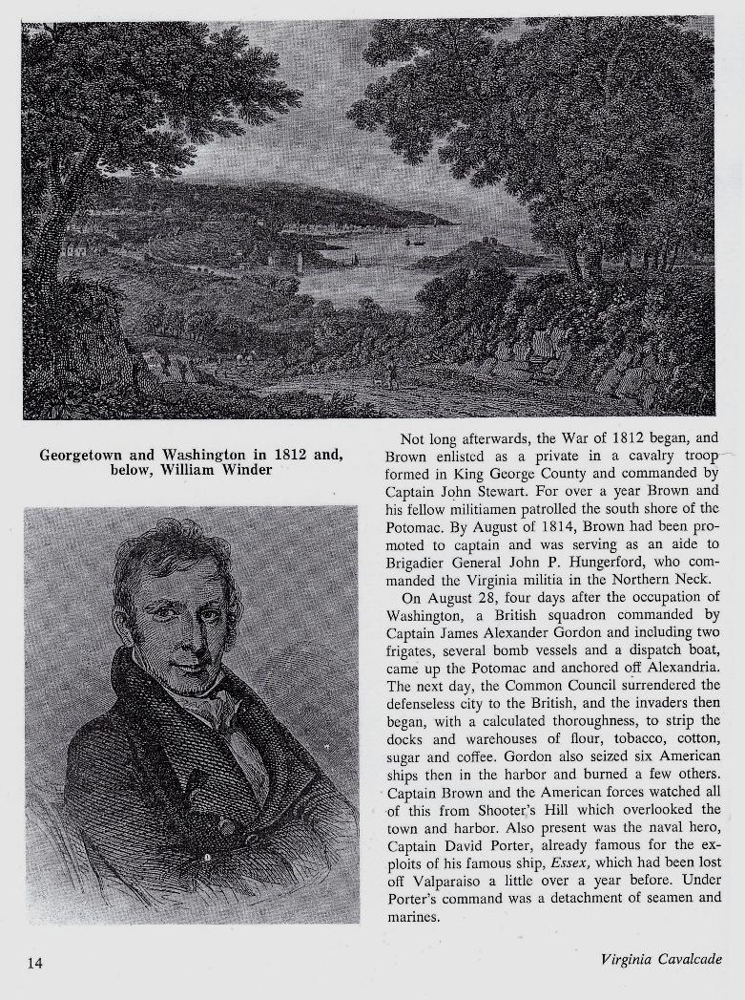 Georgetown and Washington in 1812 and,
below, William Winder
Not long afterwards, the War of 1812 began, and
Brown enlisted as a private in a cavalry troop
formed in King George County and commanded by
Captain John Stewart. For over a year Brown and
his fellow militiamen patrolled the south shore of the
Potomac. By August of 1814, Brown had been pro-
moted to captain and was serving as an aide to
Brigadier General John P. Hungerford, who com-
manded the Virginia militia in the Northern Neck.
On August 28, four days after the occupation of
Washington, a British squadron commanded by
Captain James Alexander Gordon and including two
frigates, several bomb vessels and a dispatch boat,
came up the Potomac and anchored off Alexandria.
The next day, the Common Council surrendered the
defenseless city to the British, and the invaders then
began, with a calculated thoroughness, to strip the
docks and warehouses of flour, tobacco, cotton,
sugar and coffee. Gordon also seized six American
ships then in the harbor and burned a few others.
Captain Brown and the American forces watched all
of this from Shooter's Hill which overlooked the
town and harbor. Also present was the naval hero,
Captain David Porter, already famous for the ex-
ploits of his famous ship, Essex, which had been lost
off Valparaiso a little over a year before. Under
Porter's command was a detachment of seamen and
marines.
14
Virginia Cavalcade